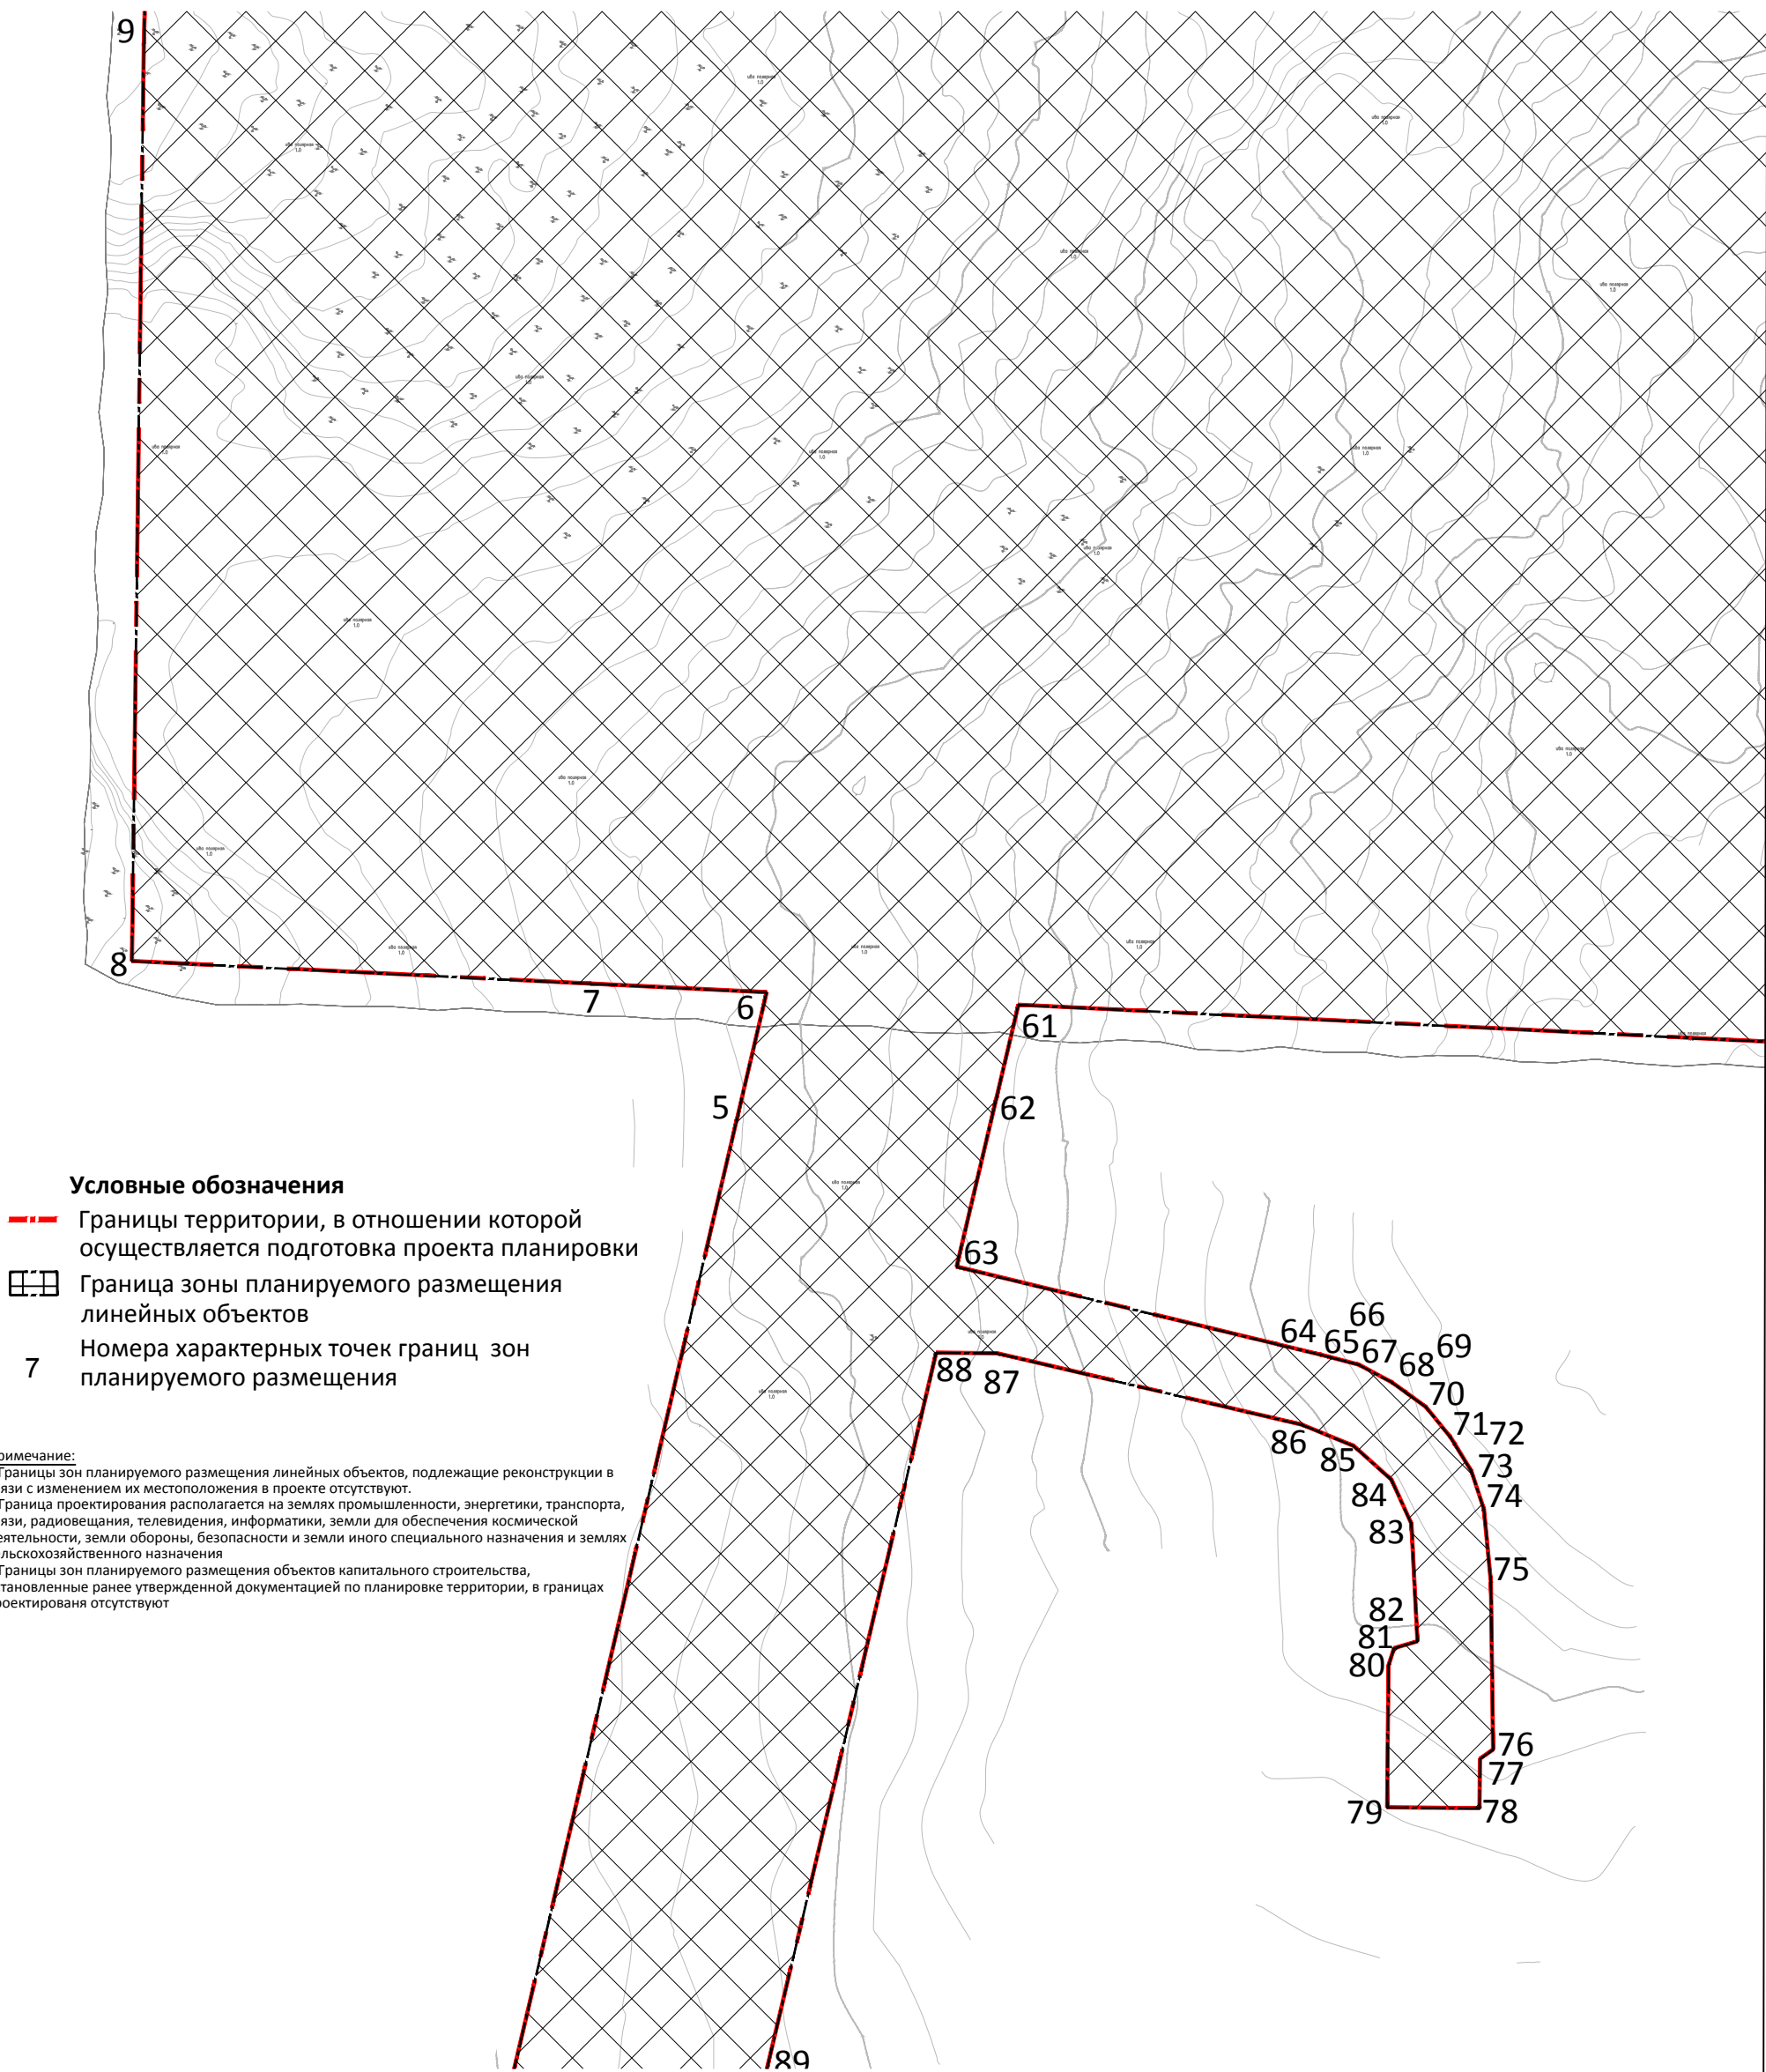 9
8
7
6
61
5
62
63
Условные обозначения
Границы территории, в отношении которой
осуществляется подготовка проекта планировки
Граница зоны планируемого размещения
линейных объектов
7
Номера характерных точек границ зон
планируемого размещения
64
65
66
67
68
69
70
71
72
73
74
75
76
77
78
79
80
81
82
83
84
85
86
87
88
89
римечание:
Границы зон планируемого размещения линейных объектов, подлежащие реконструкции в
язи с изменением их местоположения в проекте отсутствуют.
Граница проектирования располагается на землях промышленности, энергетики, транспорта,
язи, радиовещания, телевидения, информатики, земли для обеспечения космической
еятельности, земли обороны, безопасности и земли иного специального назначения и землях
льскохозяйственного назначения
Границы зон планируемого размещения объектов капитального строительства,
тановленные ранее утвержденной документацией по планировке территории, в границах
оектированя отсутствуют